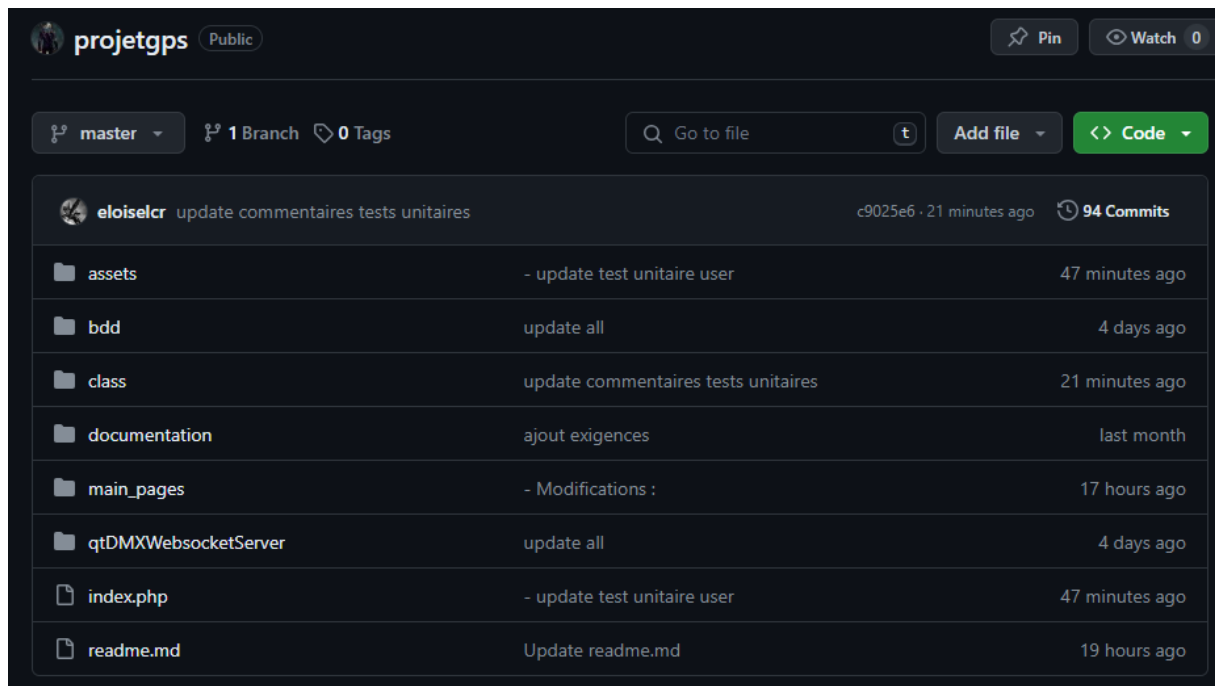 projetgps Public Pin Watch 0
master 1 Branch 0 Tags Go to file t Add file Code
eloiselcr update commentaires tests unitaires c9025e6 · 21 minutes ago 94 Commits
assets - update test unitaire user 47 minutes ago
bdd update all 4 days ago
class update commentaires tests unitaires 21 minutes ago
documentation ajout exigences last month
main_pages - Modifications : 17 hours ago
qtDMXWebsocketServer update all 4 days ago
index.php - update test unitaire user 47 minutes ago
readme.md Update readme.md 19 hours ago